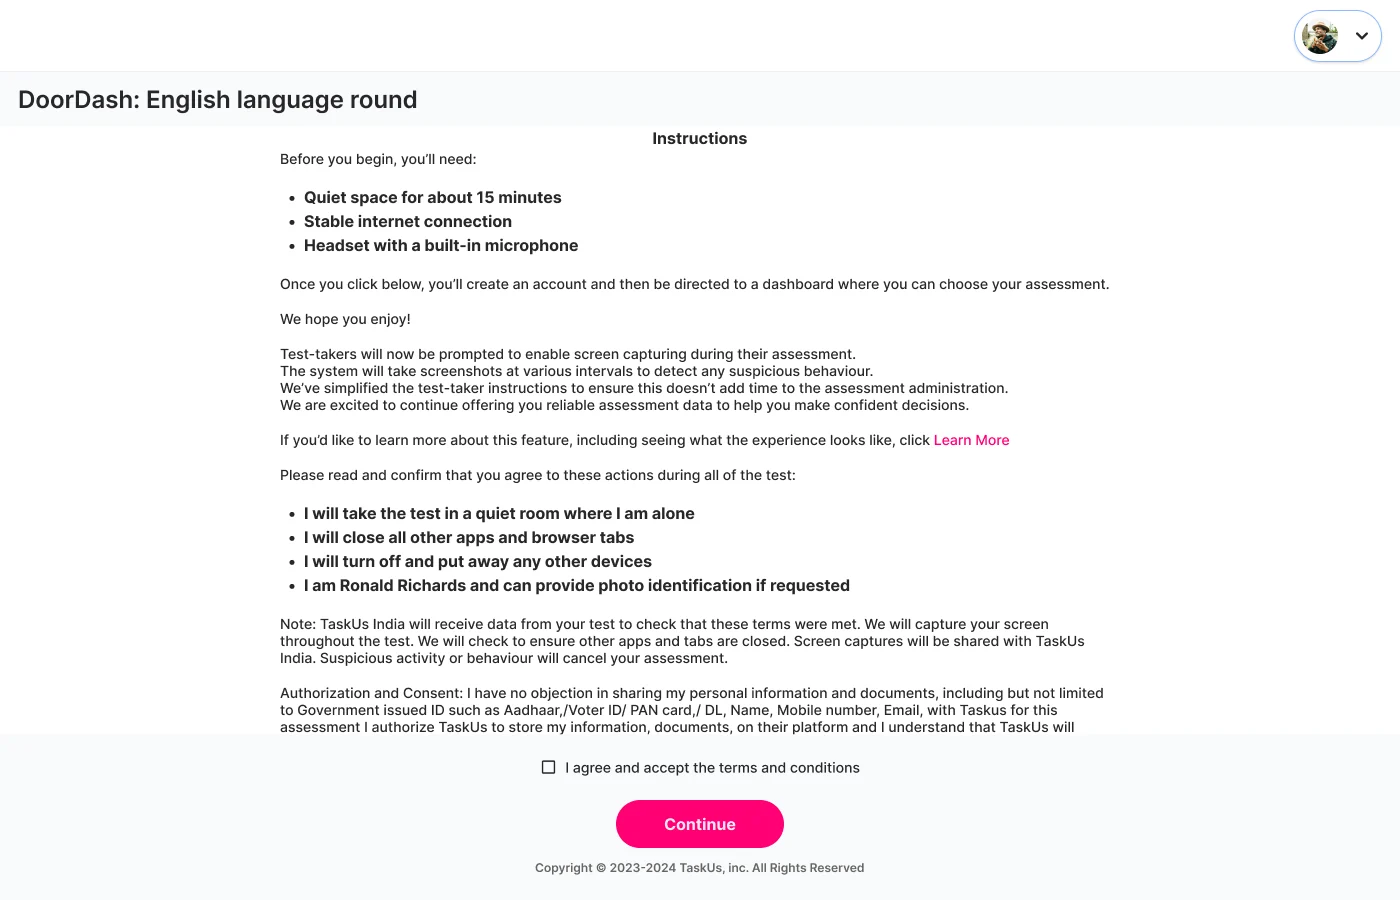 DoorDash: English language round
Instructions
Before you begin, you’ll need:
• Quiet space for about 15 minutes
• Stable internet connection
• Headset with a built-in microphone
Once you click below, you’ll create an account and then be directed to a dashboard where you can choose your assessment.
We hope you enjoy!
Test-takers will now be prompted to enable screen capturing during their assessment.
The system will take screenshots at various intervals to detect any suspicious behaviour.
We’ve simplified the test-taker instructions to ensure this doesn’t add time to the assessment administration.
We are excited to continue offering you reliable assessment data to help you make confident decisions.
If you’d like to learn more about this feature, including seeing what the experience looks like, click Learn More
Please read and confirm that you agree to these actions during all of the test:
• I will take the test in a quiet room where I am alone
• I will close all other apps and browser tabs
• I will turn off and put away any other devices
• I am Ronald Richards and can provide photo identification if requested
Note: TaskUs India will receive data from your test to check that these terms were met. We will capture your screen
throughout the test. We will check to ensure other apps and tabs are closed. Screen captures will be shared with TaskUs
India. Suspicious activity or behaviour will cancel your assessment.
Authorization and Consent: I have no objection in sharing my personal information and documents, including but not limited
to Government issued ID such as Aadhaar,/Voter ID/ PAN card,/ DL, Name, Mobile number, Email, with Taskus for this
assessment I authorize TaskUs to store my information, documents, on their platform and I understand that TaskUs will
I agree and accept the terms and conditions
Continue
Copyright © 2023-2024 TaskUs, inc. All Rights Reserved